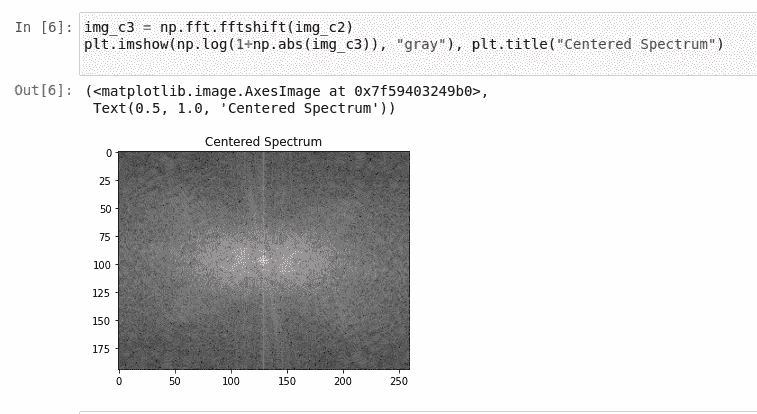 In [6]: img_c3 = np.fft.fftshift(img_c2)
plt.imshow(np.log(1+np.abs(img_c3)), "gray"), plt.title("Centered Spectrum")
Out[6]: (<matplotlib.image.AxesImage at 0x7f59403249b0>,
Text(0.5, 1.0, 'Centered Spectrum'))
Centered Spectrum
0
25
50
75
100
125
150
175
0 50 100 150 200 250